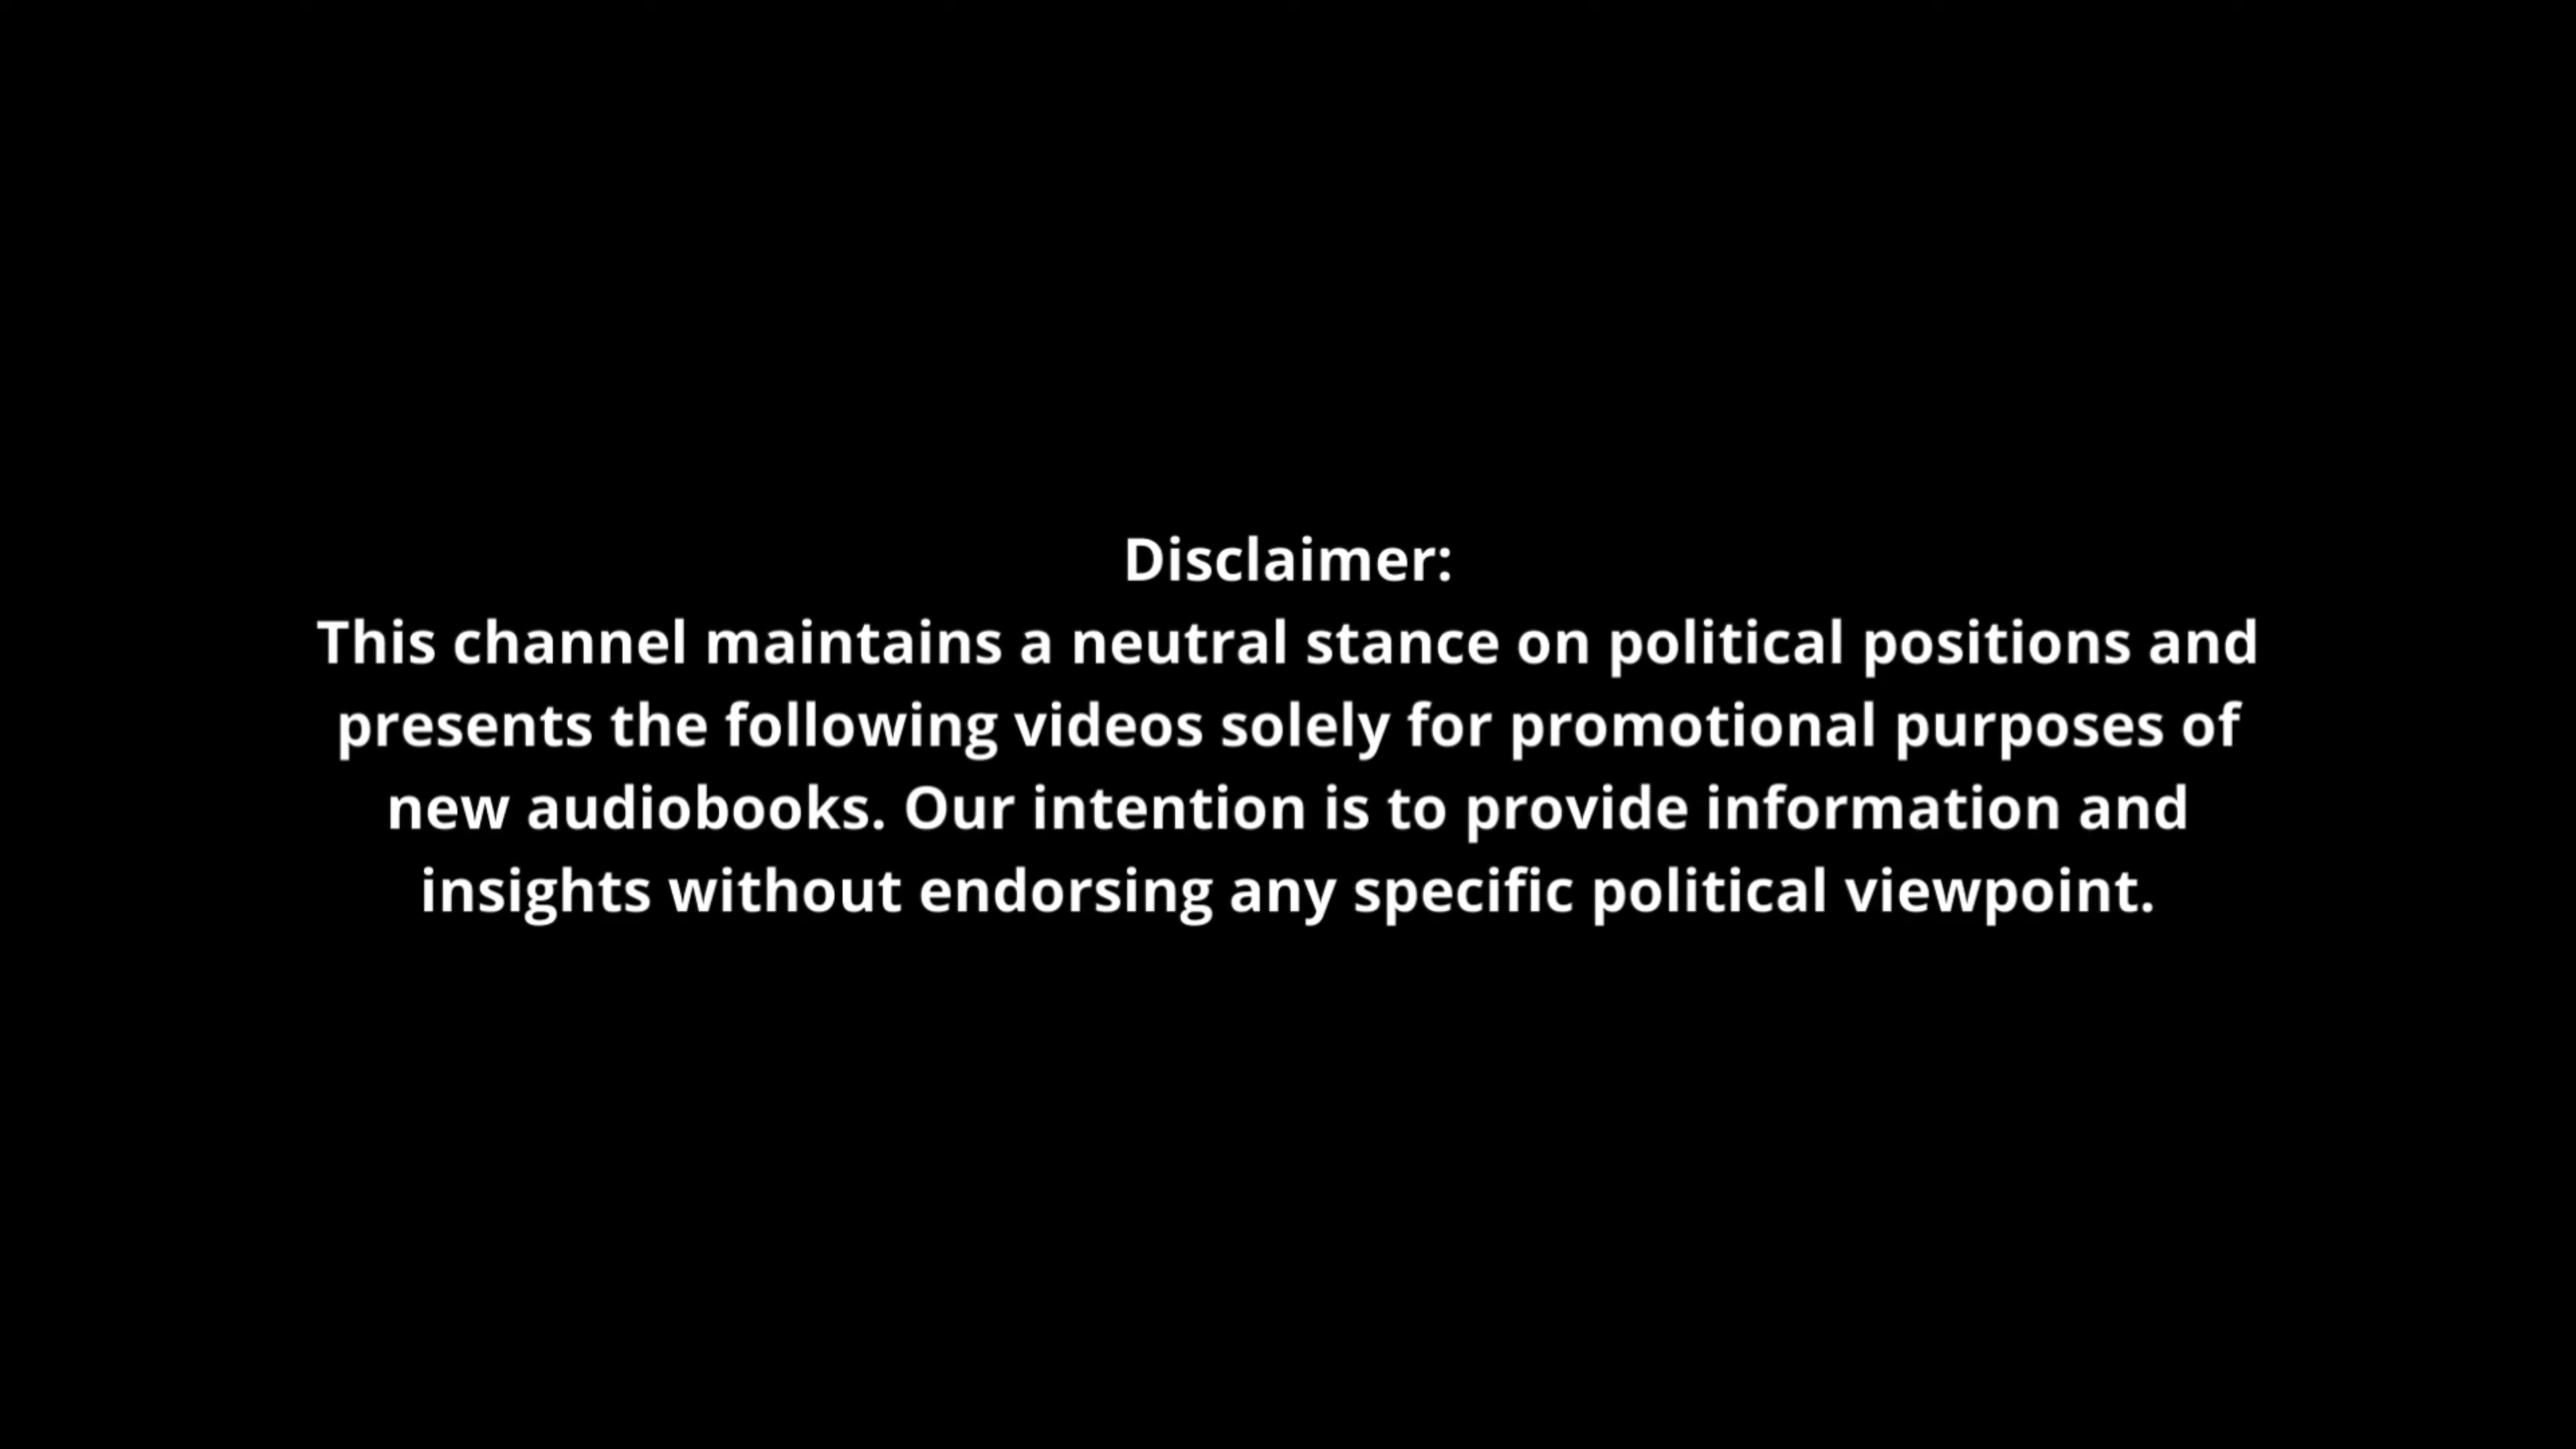 Disclaimer:
This channel maintains a neutral stance on political positions and
presents the following videos solely for promotional purposes of
new audiobooks. Our intention is to provide information and
insights without endorsing any specific political viewpoint.